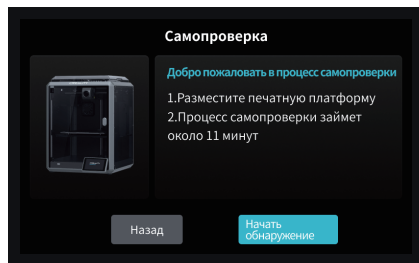 Самопроверка
Добро пожаловать в процесс самопроверки
1.Разместите печатную платформу
2.Процесс самопроверки займет
около 11 минут
Назад
Начать
обнаружение